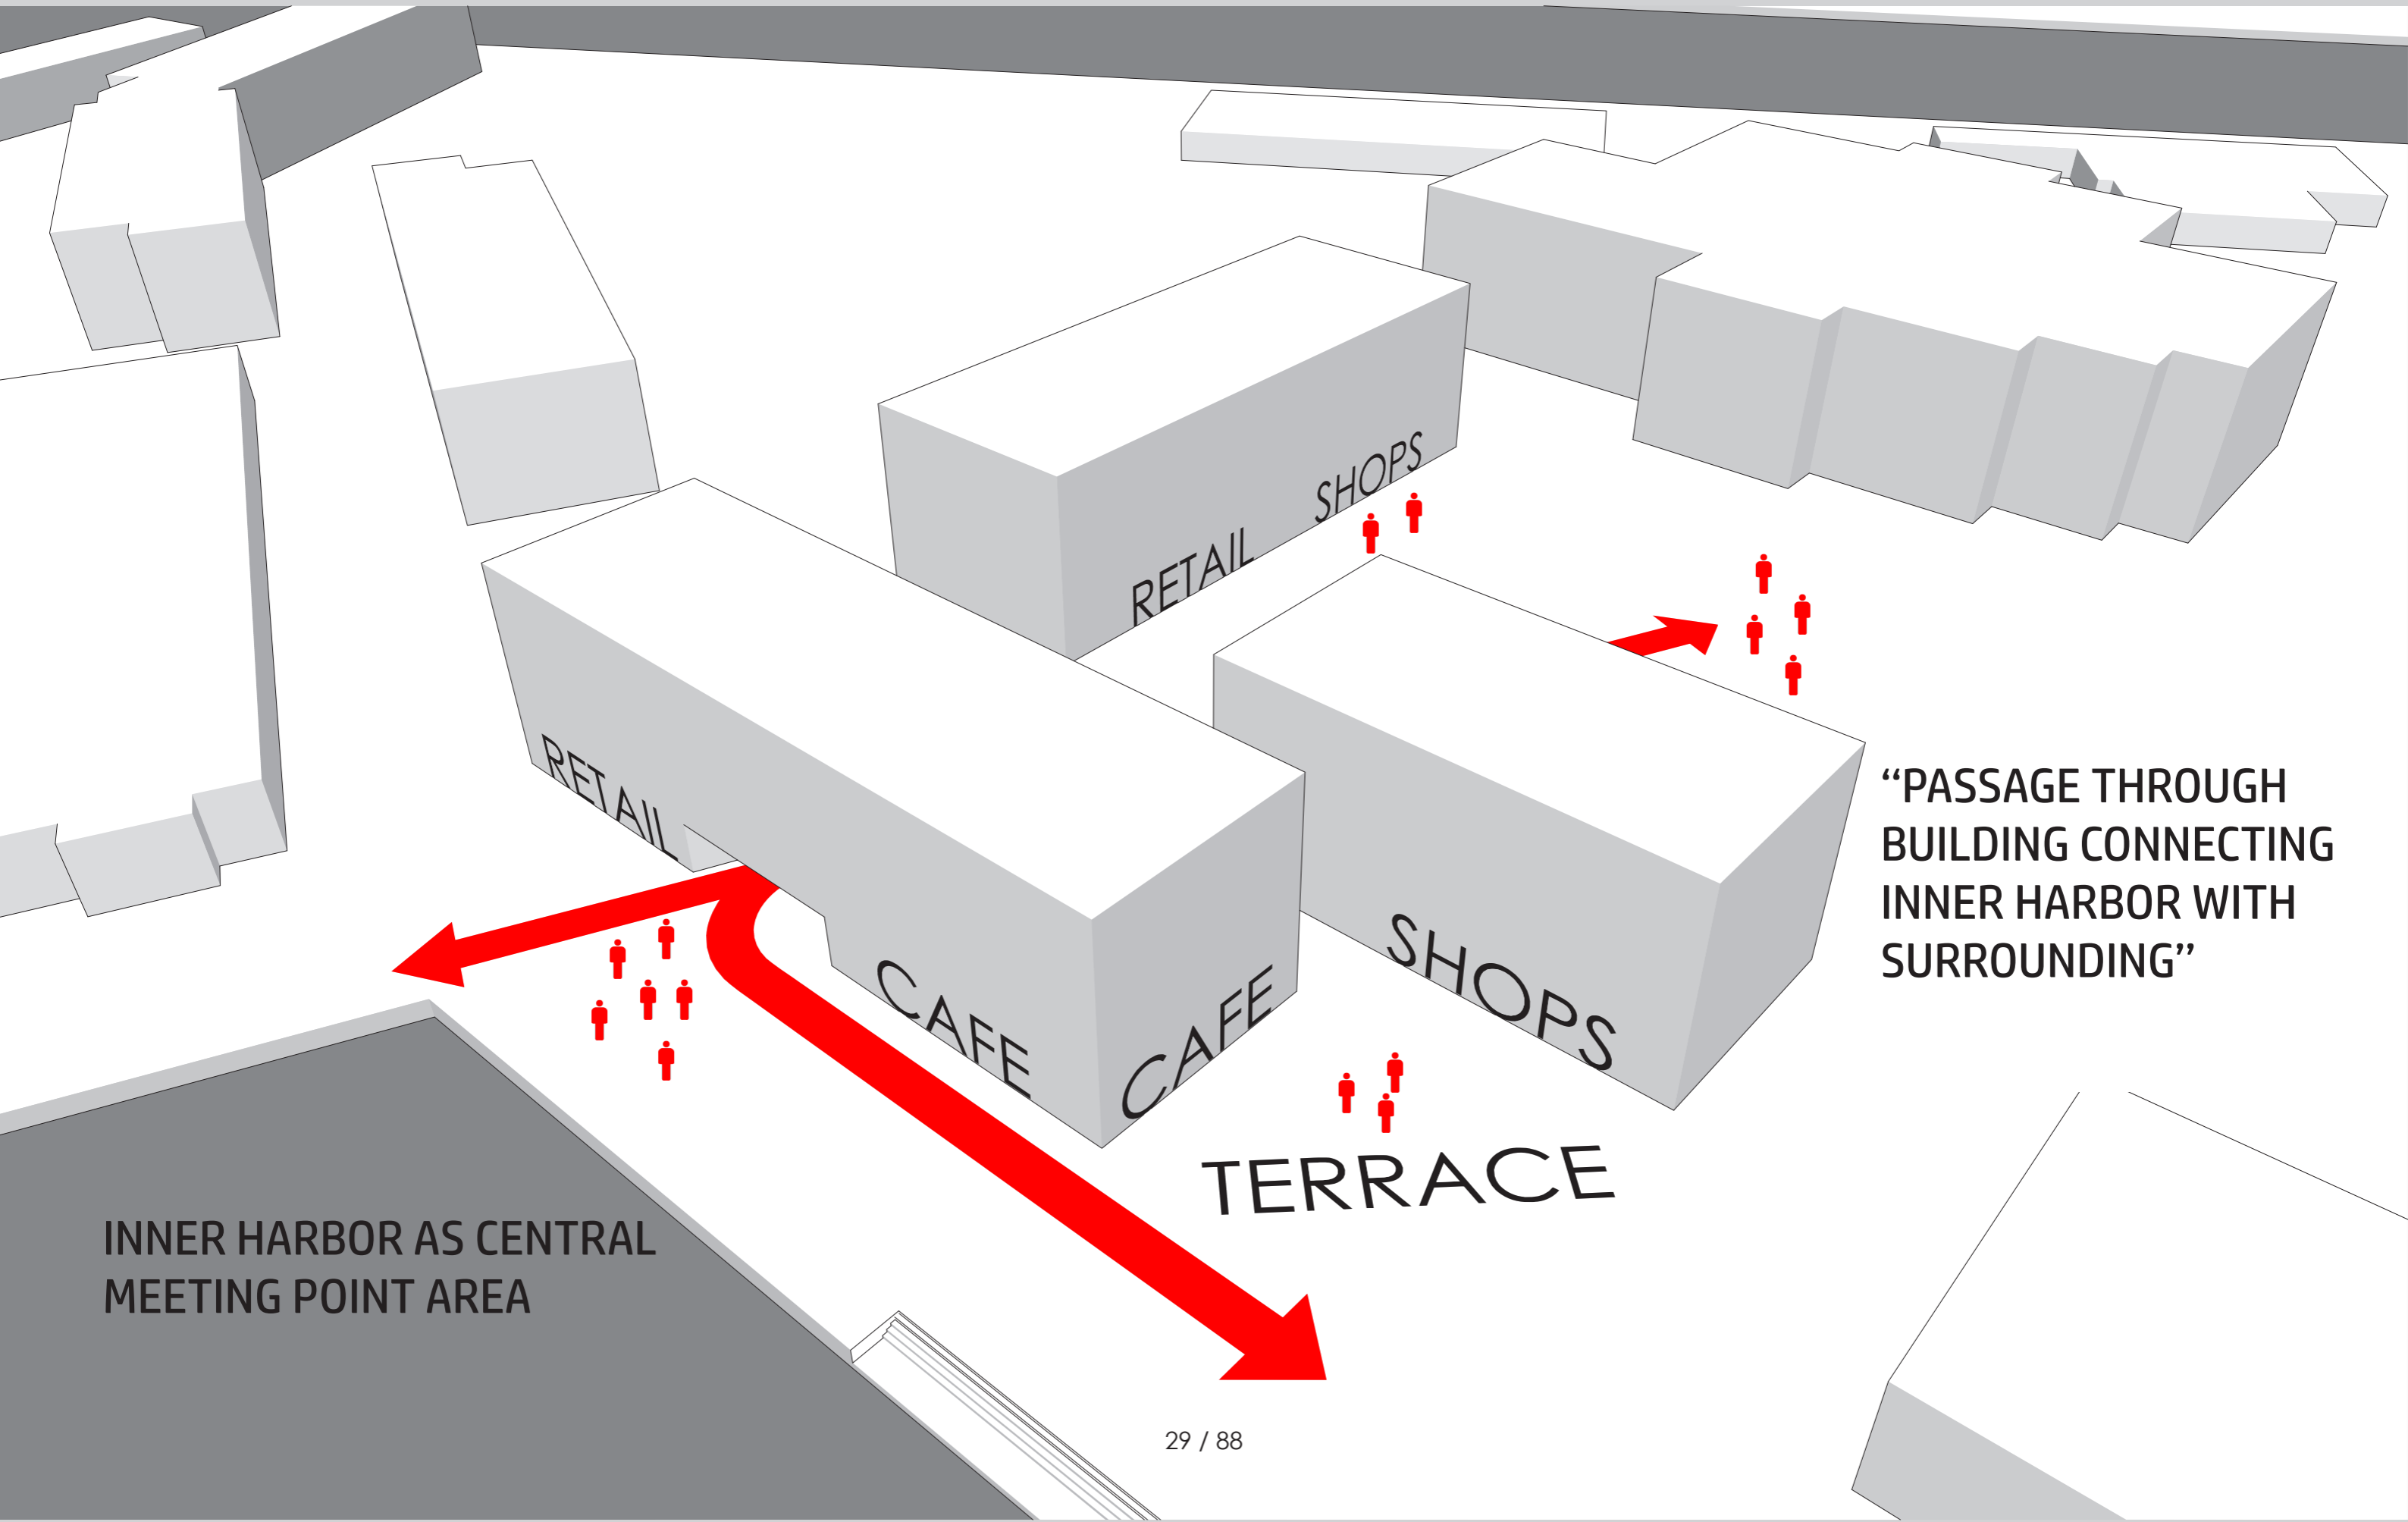 SHOPS
RETAIL
RETAIL
“PASSAGE THROUGH
BUILDING CONNECTING
INNER HARBOR WITH
SURROUNDING”
SHOPS
CAFE
CAFE
TERRACE
INNER HARBOR AS CENTRAL
MEETING POINT AREA
29 / 88